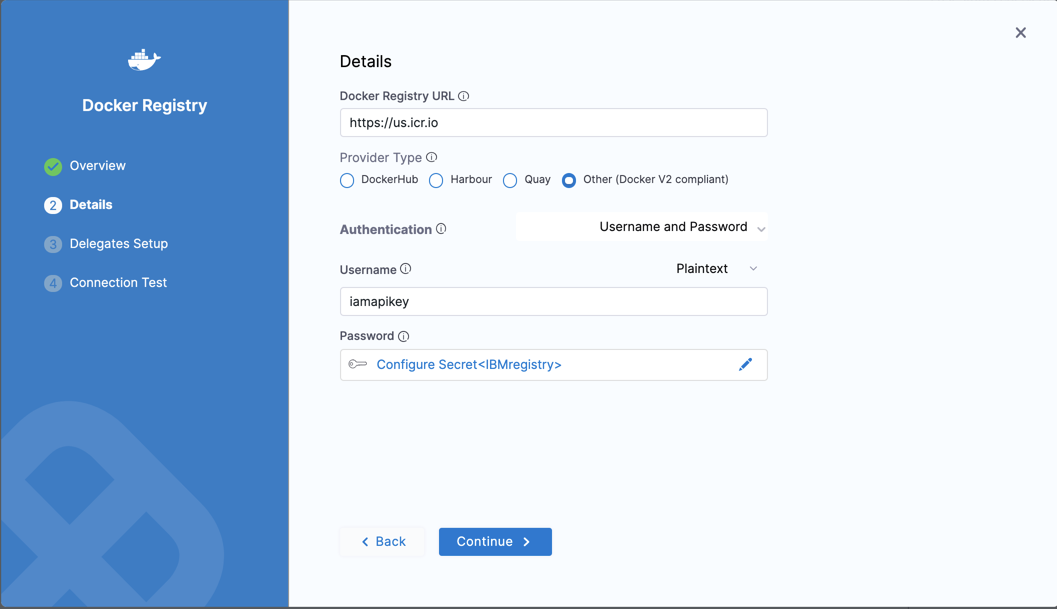 Docker Registry
Overview
2 Details
3 Delegates Setup
4 Connection Test
Details
Docker Registry URL
https://us.icr.io
Provider Type
DockerHub Harbour Quay Other (Docker V2 compliant)
Authentication Username and Password
Username Plaintext
iamapikey
Password
Configure Secret<IBMregistry>
Back Continue